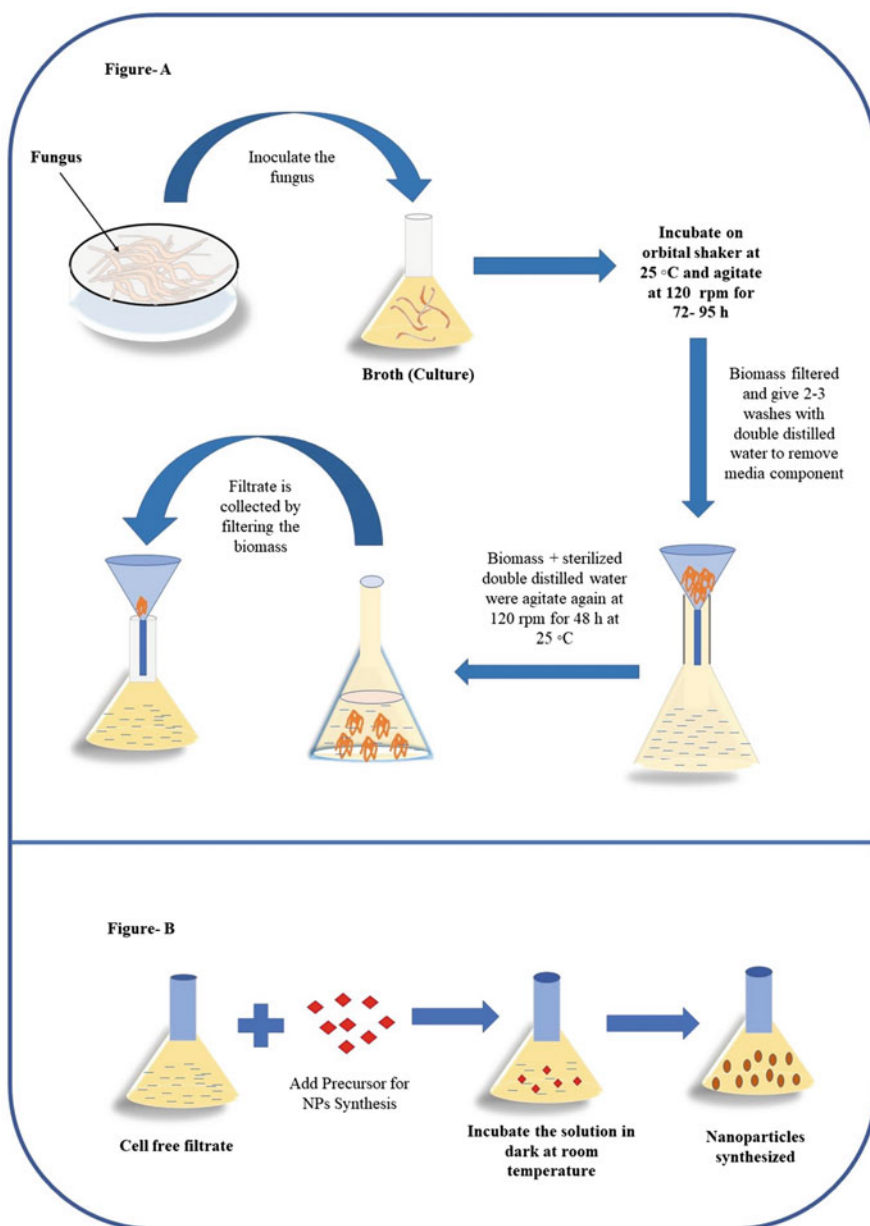 Figure- A
Fungus
Inoculate the
fungus
Broth (Culture)
Incubate on
orbital shaker at
25 ◦C and agitate
at 120 rpm for
72- 95 h
Biomass filtered
and give 2-3
washes with
double distilled
water to remove
media component
Biomass + sterilized
double distilled water
were agitate again at
120 rpm for 48 h at
25 ◦C
Filtrate is
collected by
filtering the
biomass
Figure- B
Cell free filtrate
Add Precursor for
NPs Synthesis
Incubate the solution in
dark at room
temperature
Nanoparticles
synthesized